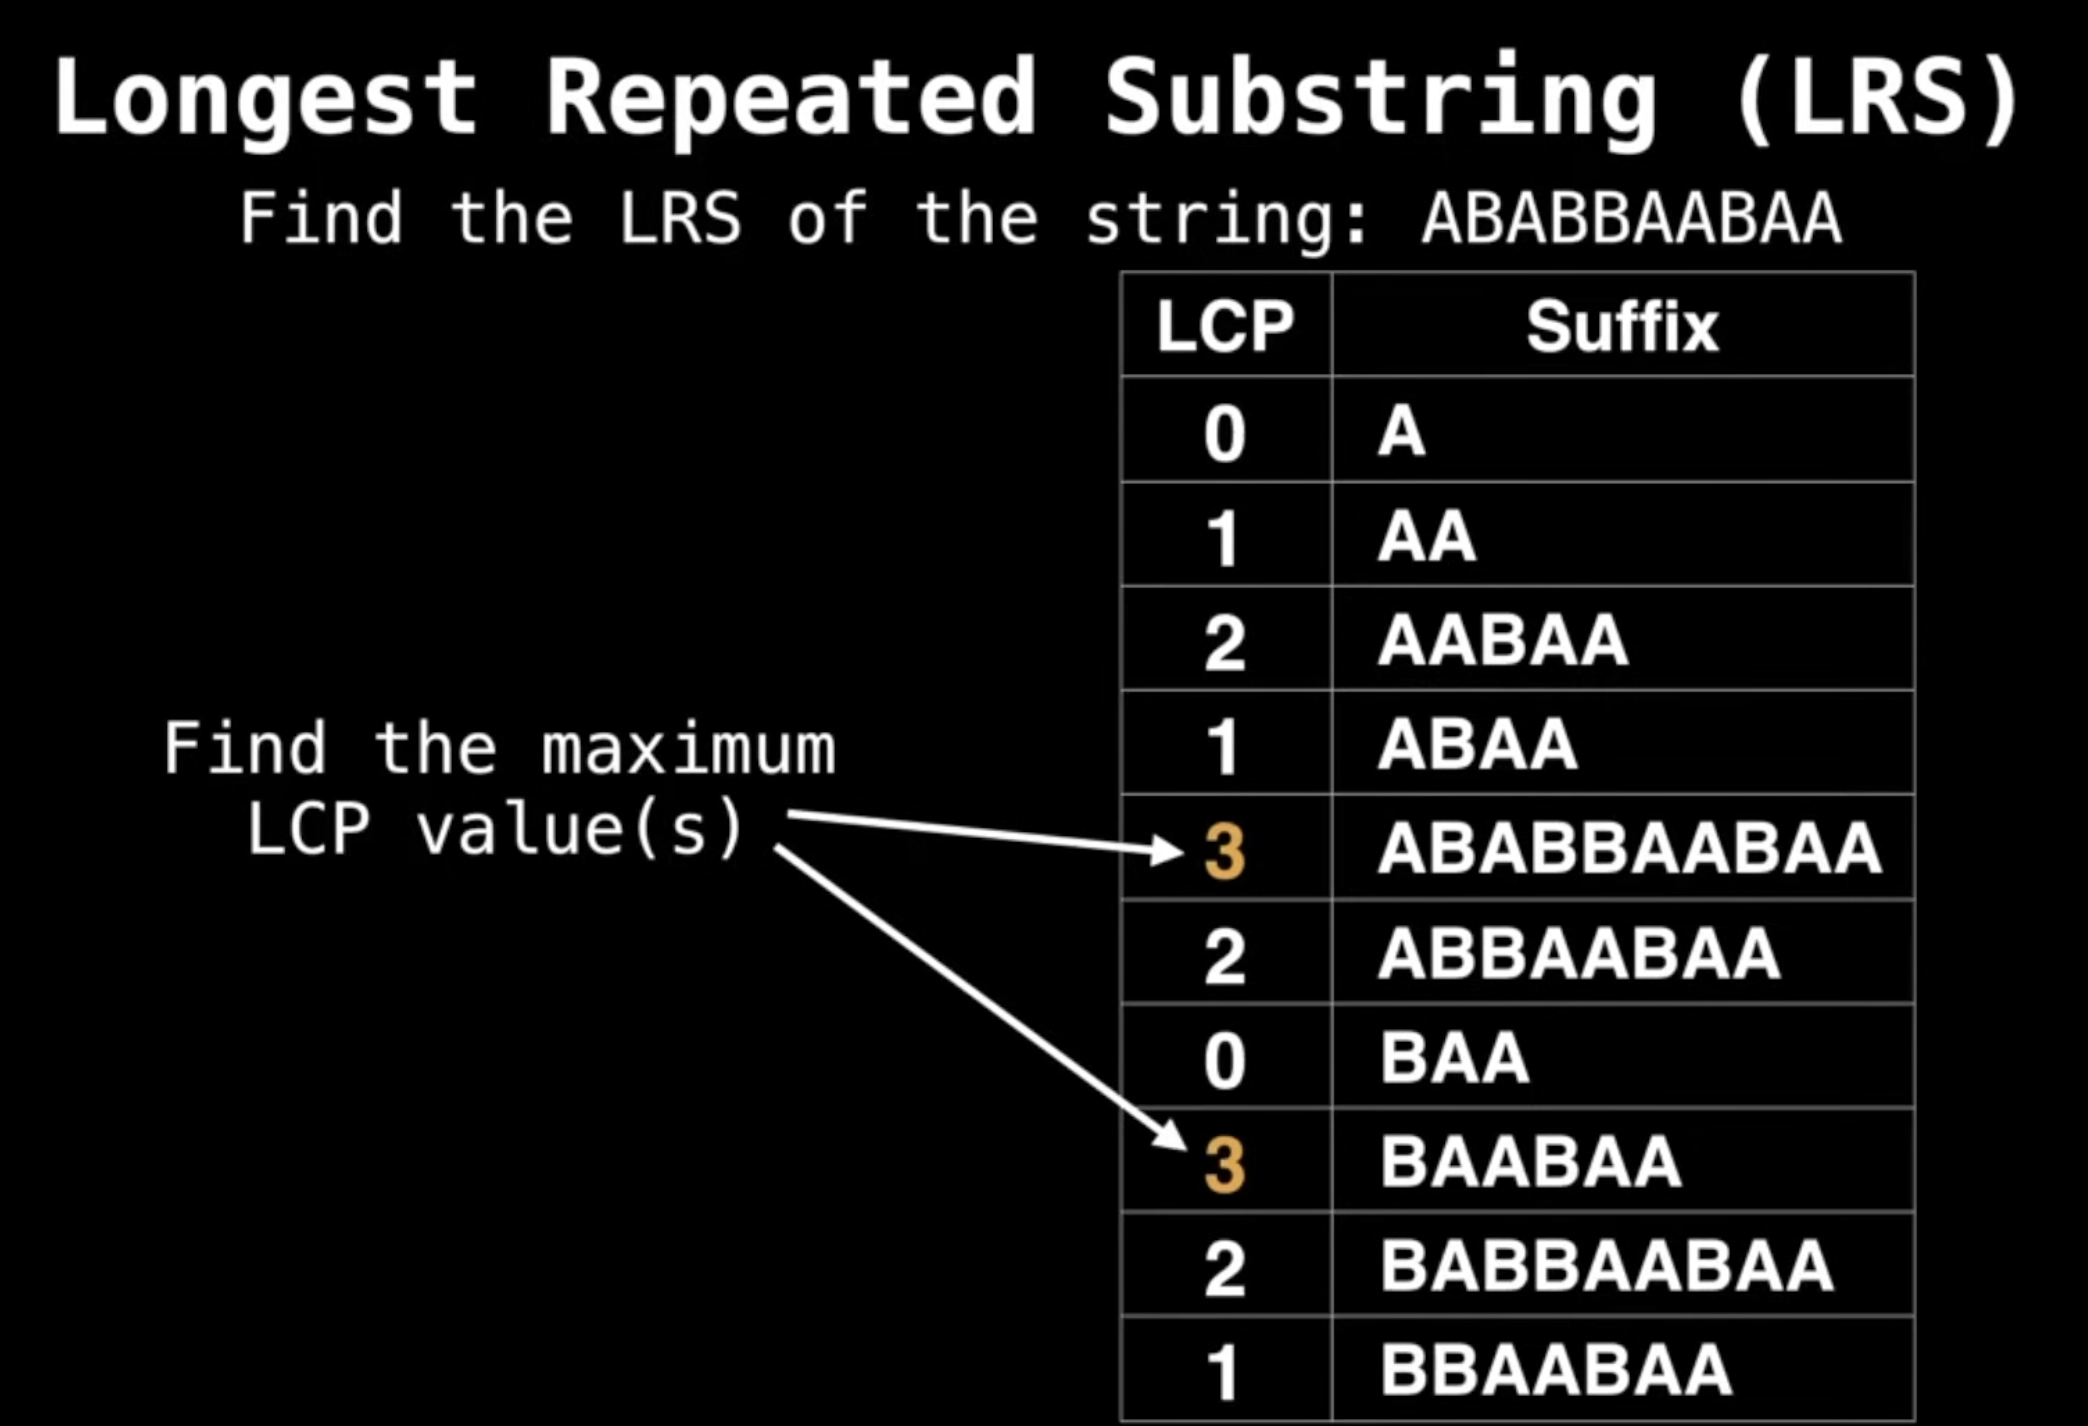 Longest Repeated Substring (LRS)
Find the LRS of the string: ABABBAABAA
LCP Suffix
0 A
1 AA
2 AABAA
1 ABAA
Find the maximum
LCP value(s)
3 ABABBAABAA
2 ABBAABAA
0 BAA
3 BAABAA
2 BABBAABAA
1 BBAABAA